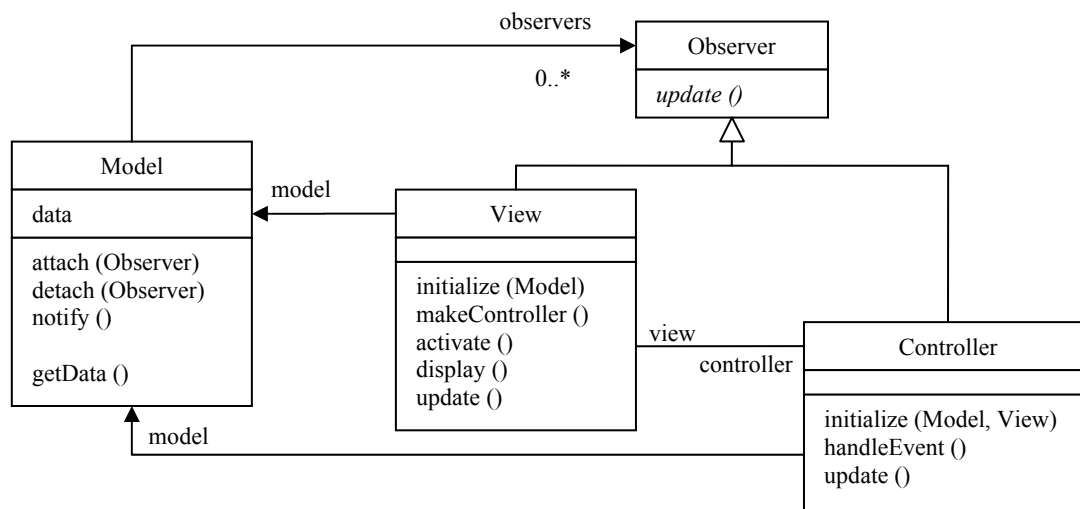 observers
0..*
Observer
update ()
Model
data
attach (Observer)
detach (Observer)
notify ()
getData ()
model
View
initialize (Model)
makeController ()
activate ()
display ()
update ()
view
controller
Controller
initialize (Model, View)
handleEvent ()
update ()
model